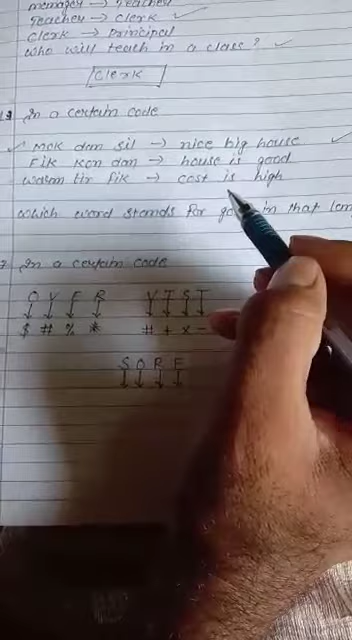 manager → Teacher
Teacher → Clerk ✓
Clerk → Principal
who will teach in a class? ✓
Clerk
In a certain code
✓ mok dan sil → nice big house ✓
Fik kon dan → house is good
warm tir fik → cost is high
which word stands for in that
7. In a certain code
O Y F R V T S T
↓ ↓ ↓ ↓ ↓ ↓ ↓ ↓
$ # % * # + × -
S O R F
↓ ↓ ↓ ↓